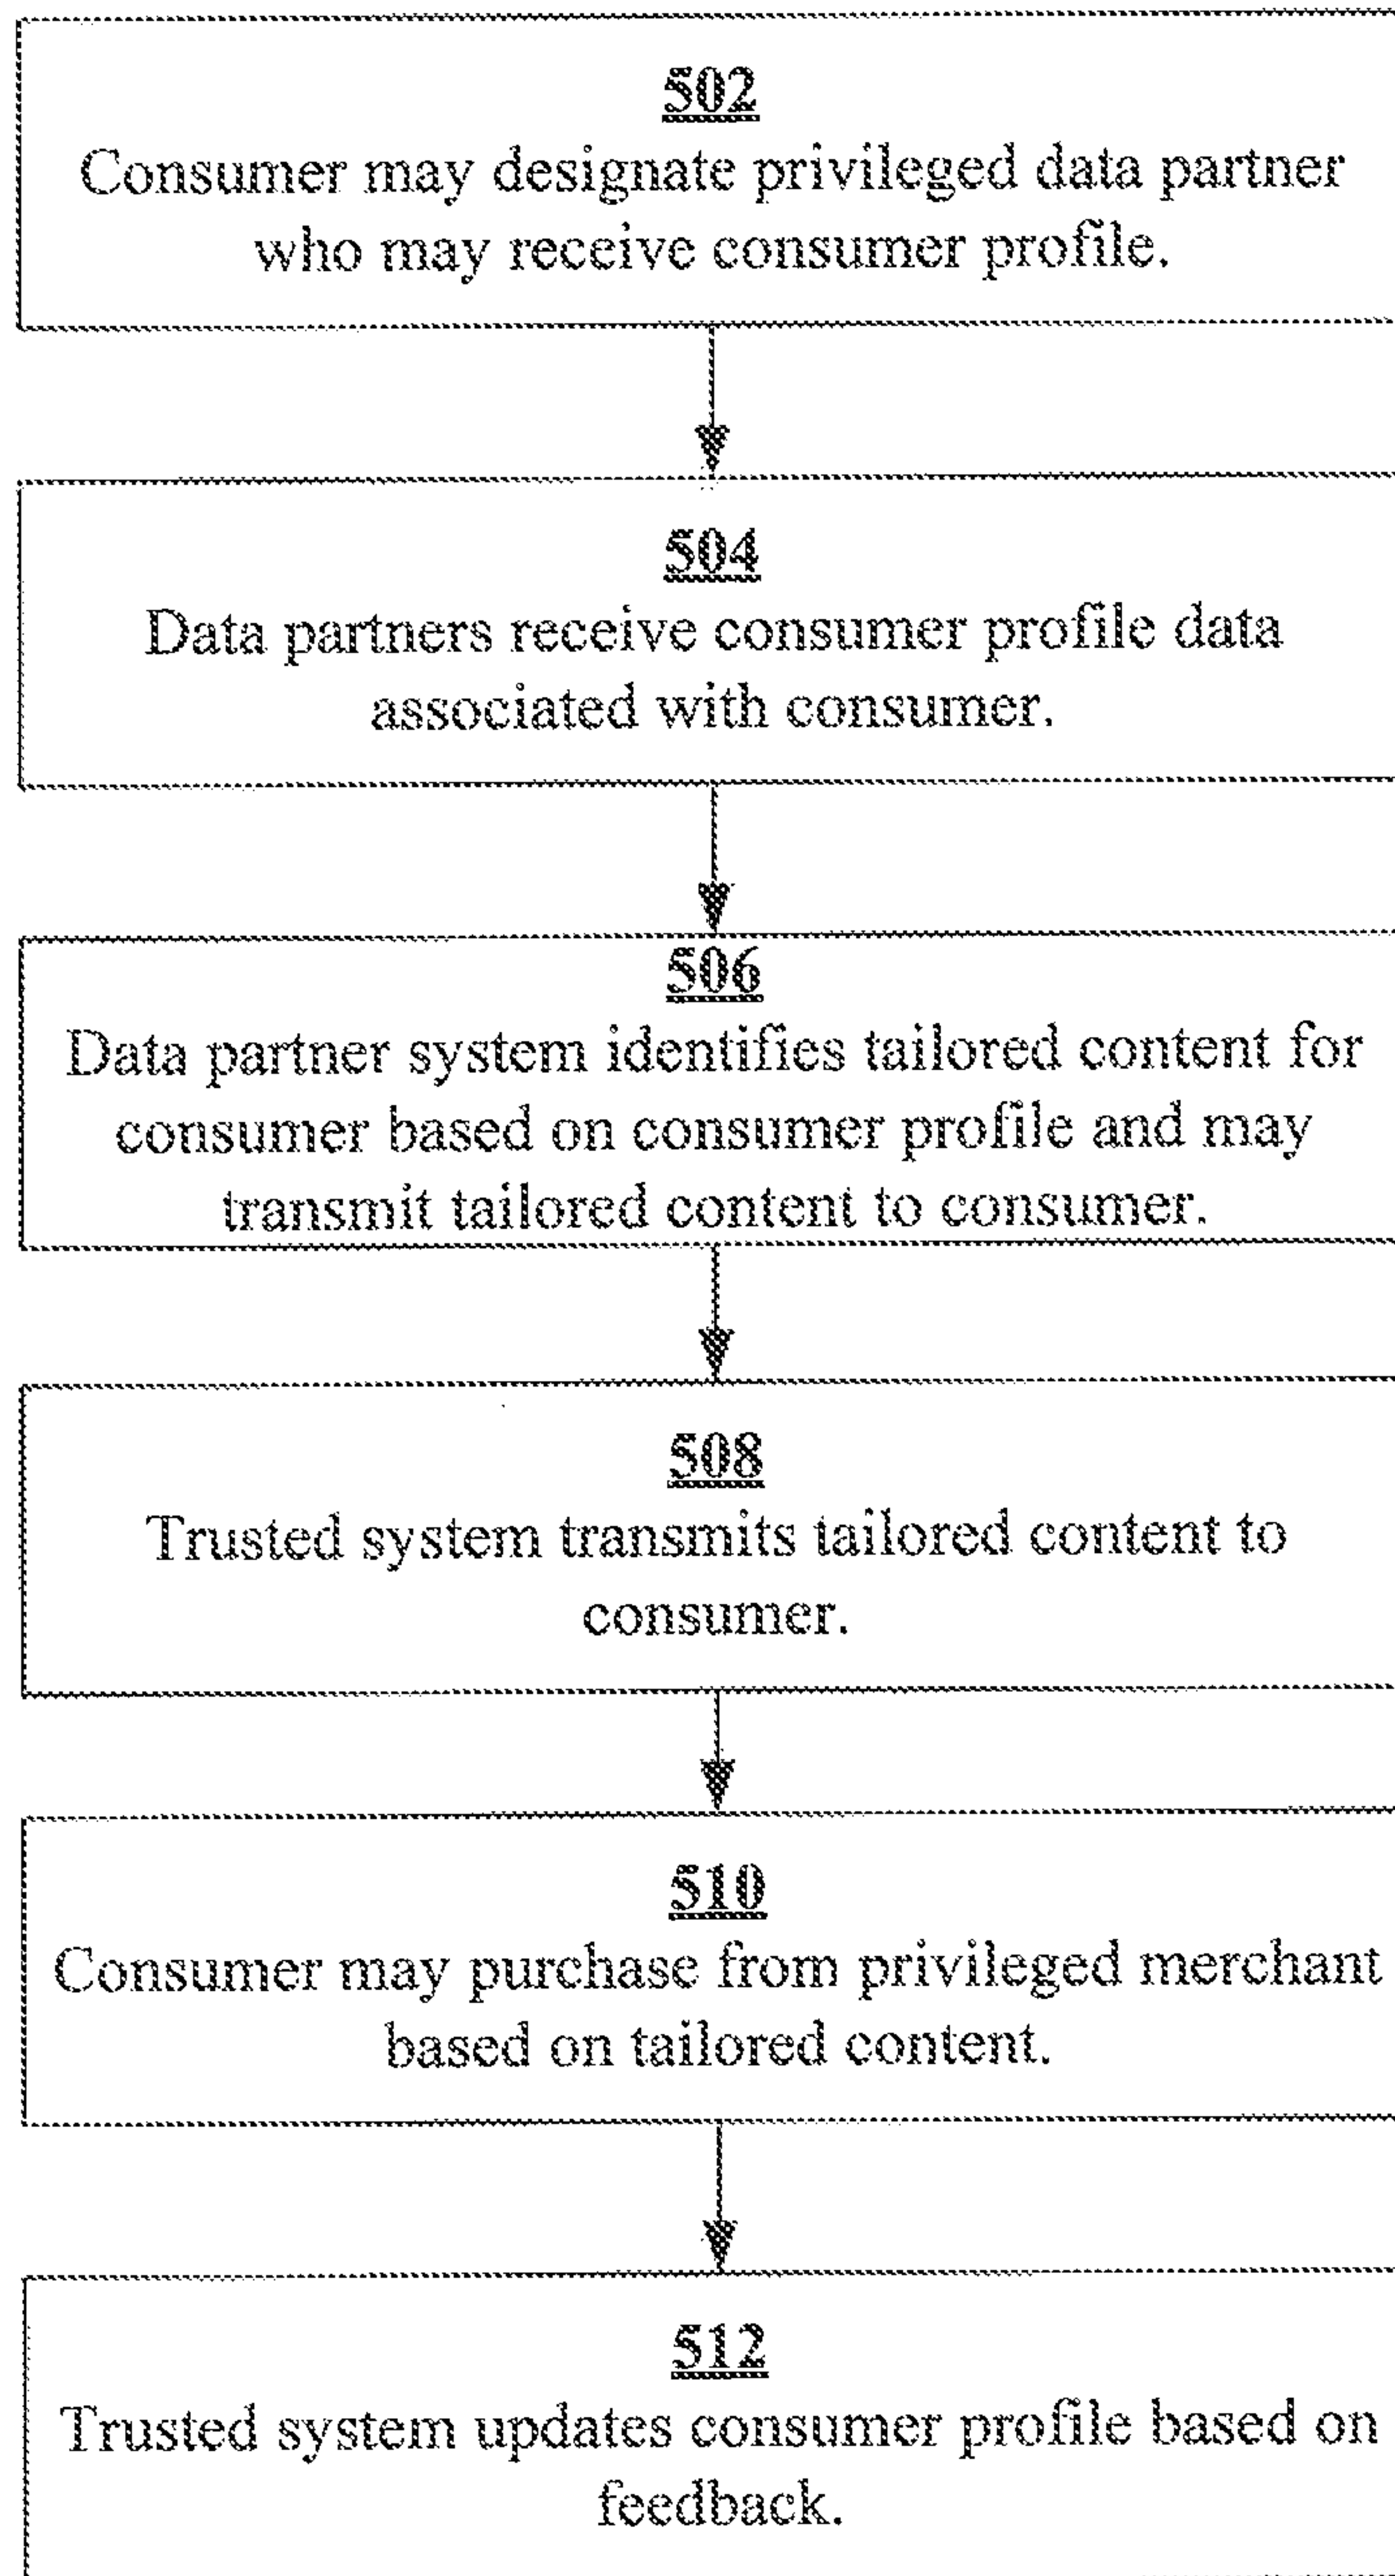 502
Consumer may designate privileged data partner
who may receive consumer profile.
504
Data partners receive consumer profile data
associated with consumer.
506
Data partner system identifies tailored content for
consumer based on consumer profile and may
transmit tailored content to consumer.
508
Trusted system transmits tailored content to
consumer.
510
Consumer may purchase from privileged merchant
based on tailored content.
512
Trusted system updates consumer profile based on
feedback.